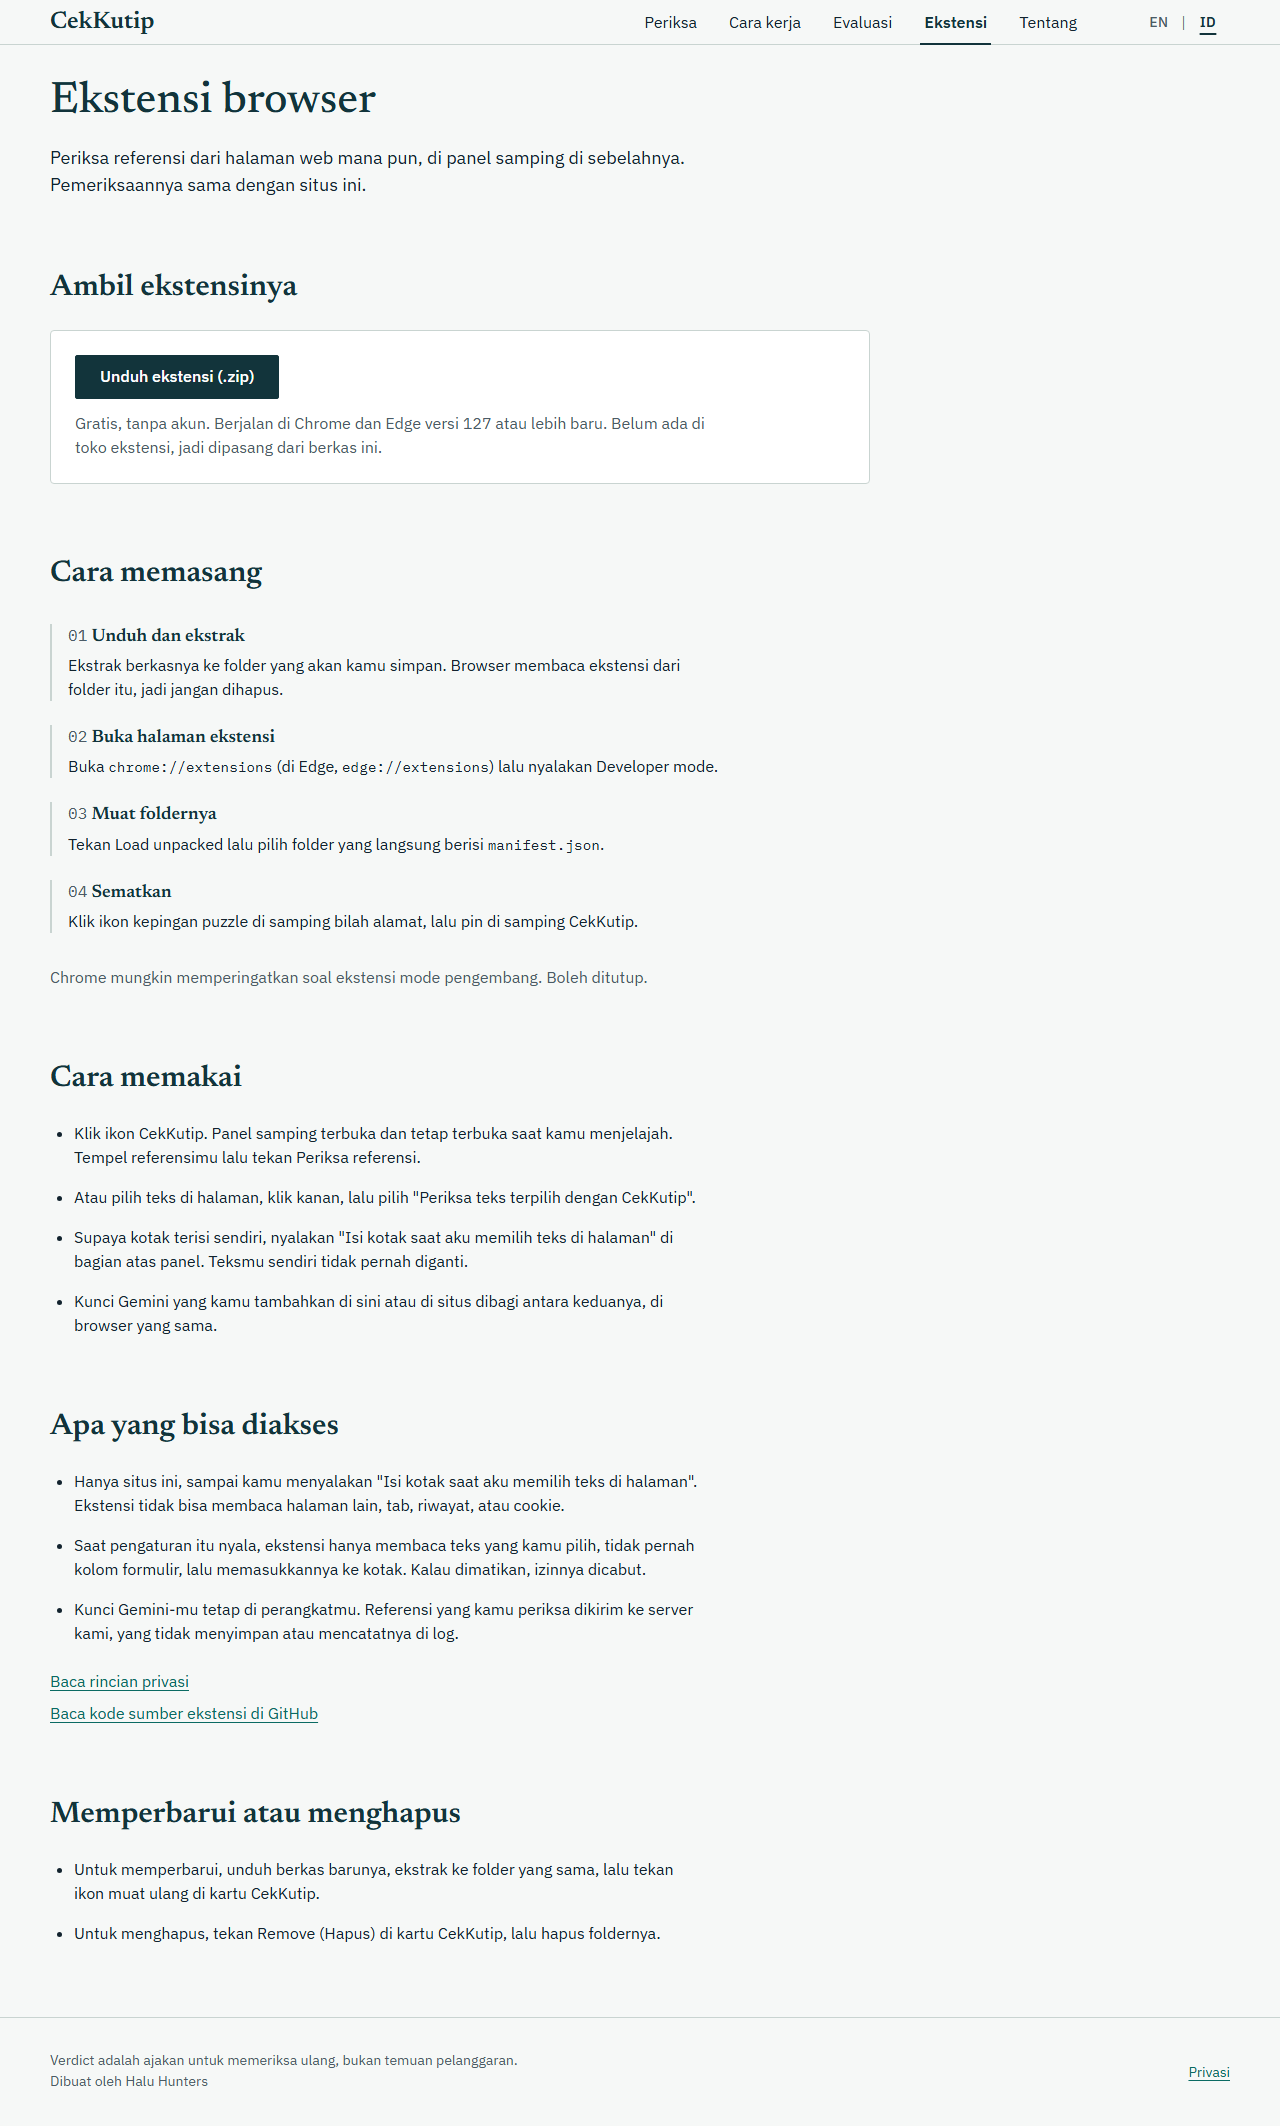 CekKutip
Periksa
Cara kerja
Evaluasi
Ekstensi
Tentang
EN | ID
Ekstensi browser
Periksa referensi dari halaman web mana pun, di panel samping di sebelahnya.
Pemeriksaannya sama dengan situs ini.
Ambil ekstensinya
Unduh ekstensi (.zip)
Gratis, tanpa akun. Berjalan di Chrome dan Edge versi 127 atau lebih baru. Belum ada di
toko ekstensi, jadi dipasang dari berkas ini.
Cara memasang
01 Unduh dan ekstrak
Ekstrak berkasnya ke folder yang akan kamu simpan. Browser membaca ekstensi dari
folder itu, jadi jangan dihapus.
02 Buka halaman ekstensi
Buka chrome://extensions (di Edge, edge://extensions) lalu nyalakan Developer mode.
03 Muat foldernya
Tekan Load unpacked lalu pilih folder yang langsung berisi manifest.json.
04 Sematkan
Klik ikon kepingan puzzle di samping bilah alamat, lalu pin di samping CekKutip.
Chrome mungkin memperingatkan soal ekstensi mode pengembang. Boleh ditutup.
Cara memakai
• Klik ikon CekKutip. Panel samping terbuka dan tetap terbuka saat kamu menjelajah.
Tempel referensimu lalu tekan Periksa referensi.
• Atau pilih teks di halaman, klik kanan, lalu pilih "Periksa teks terpilih dengan CekKutip".
• Supaya kotak terisi sendiri, nyalakan "Isi kotak saat aku memilih teks di halaman" di
bagian atas panel. Teksmu sendiri tidak pernah diganti.
• Kunci Gemini yang kamu tambahkan di sini atau di situs dibagi antara keduanya, di
browser yang sama.
Apa yang bisa diakses
• Hanya situs ini, sampai kamu menyalakan "Isi kotak saat aku memilih teks di halaman".
Ekstensi tidak bisa membaca halaman lain, tab, riwayat, atau cookie.
• Saat pengaturan itu nyala, ekstensi hanya membaca teks yang kamu pilih, tidak pernah
kolom formulir, lalu memasukkannya ke kotak. Kalau dimatikan, izinnya dicabut.
• Kunci Gemini-mu tetap di perangkatmu. Referensi yang kamu periksa dikirim ke server
kami, yang tidak menyimpan atau mencatatnya di log.
Baca rincian privasi
Baca kode sumber ekstensi di GitHub
Memperbarui atau menghapus
• Untuk memperbarui, unduh berkas barunya, ekstrak ke folder yang sama, lalu tekan
ikon muat ulang di kartu CekKutip.
• Untuk menghapus, tekan Remove (Hapus) di kartu CekKutip, lalu hapus foldernya.
Verdict adalah ajakan untuk memeriksa ulang, bukan temuan pelanggaran.
Dibuat oleh Halu Hunters
Privasi